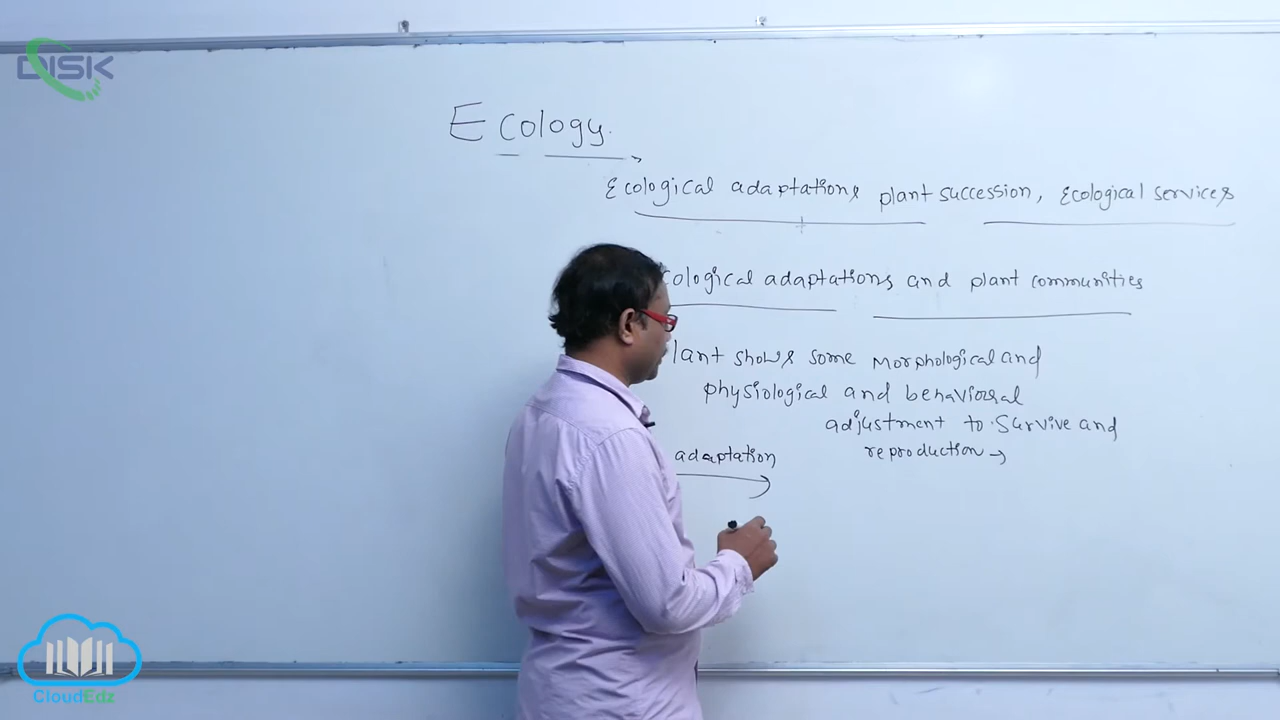 DISK
Ecology.
Ecological adaptations plant succession, Ecological services
cological adaptations and plant communities
lant shows some Morphological and
physiological and behavioral
adjustment to survive and
reproduction →
adaptation
CloudEdz